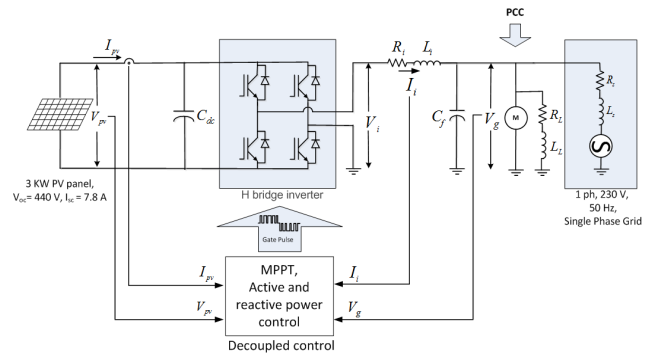 PCC
I_pv
R_i
L_i
I_i
R_s
L_s
V_pv
C_dc
V_i
C_f
V_g
M
R_L
L_L
3 KW PV panel,
V_oc= 440 V, I_sc = 7.8 A
H bridge inverter
1 ph, 230 V,
50 Hz,
Single Phase Grid
Gate Pulse
I_pv
MPPT,
Active and
reactive power
control
I_i
V_pv
V_g
Decoupled control